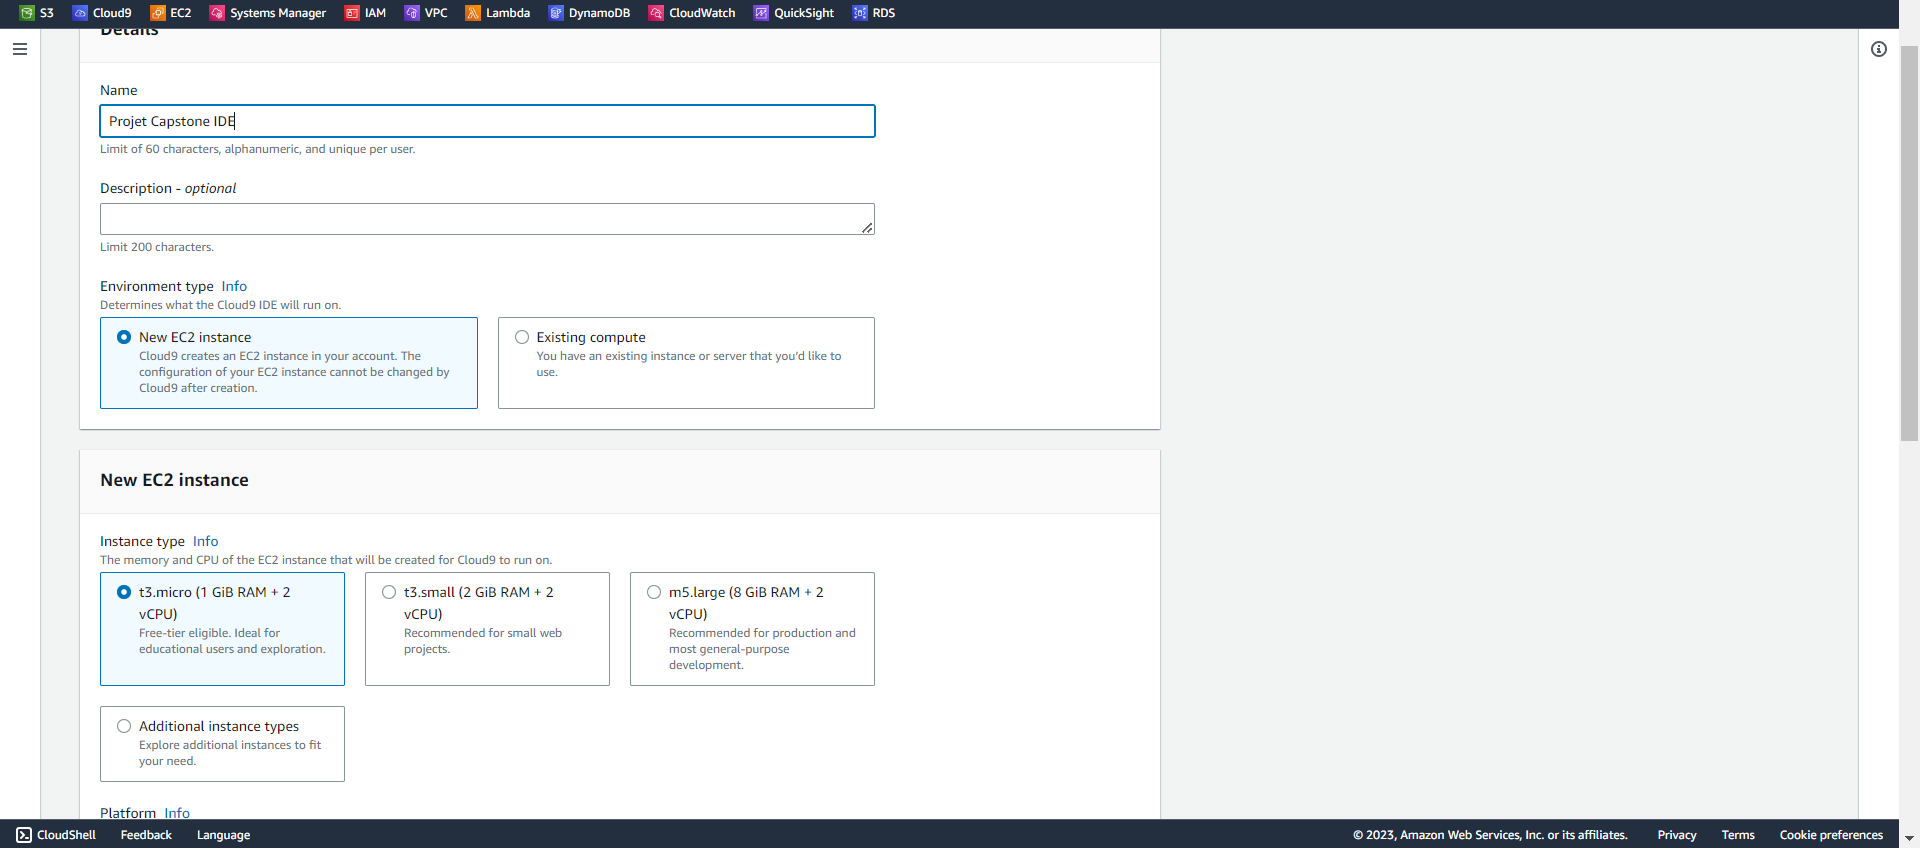 S3 Cloud9 EC2 Systems Manager IAM VPC Lambda DynamoDB CloudWatch QuickSight RDS
Details
Name
Projet Capstone IDE
Limit of 60 characters, alphanumeric, and unique per user.
Description - optional
Limit 200 characters.
Environment type Info
Determines what the Cloud9 IDE will run on.
New EC2 instance
Cloud9 creates an EC2 instance in your account. The
configuration of your EC2 instance cannot be changed by
Cloud9 after creation.
Existing compute
You have an existing instance or server that you'd like to
use.
New EC2 instance
Instance type Info
The memory and CPU of the EC2 instance that will be created for Cloud9 to run on.
t3.micro (1 GiB RAM + 2
vCPU)
Free-tier eligible. Ideal for
educational users and exploration.
t3.small (2 GiB RAM + 2
vCPU)
Recommended for small web
projects.
m5.large (8 GiB RAM + 2
vCPU)
Recommended for production and
most general-purpose
development.
Additional instance types
Explore additional instances to fit
your need.
Platform Info
CloudShell Feedback Language © 2023, Amazon Web Services, Inc. or its affiliates. Privacy Terms Cookie preferences